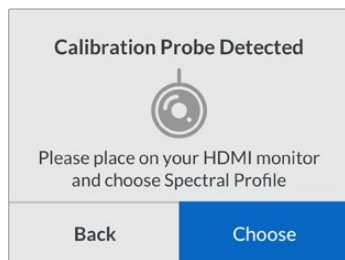 Calibration Probe Detected
Please place on your HDMI monitor
and choose Spectral Profile
Back
Choose